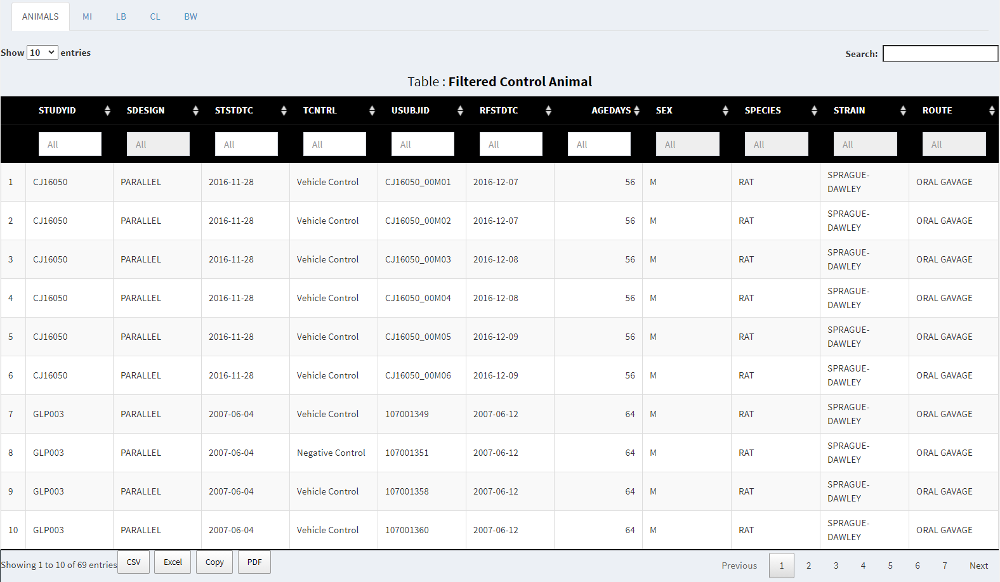 ANIMALS MI LB CL BW
Show 10 entries Search:
Table : Filtered Control Animal
STUDYID SDESIGN STSTDTC TCNTRL USUBJID RFSTDTC AGEDAYS SEX SPECIES STRAIN ROUTE
All All All All All All All All All All All
1 CJ16050 PARALLEL 2016-11-28 Vehicle Control CJ16050_00M01 2016-12-07 56 M RAT SPRAGUE-DAWLEY ORAL GAVAGE
2 CJ16050 PARALLEL 2016-11-28 Vehicle Control CJ16050_00M02 2016-12-07 56 M RAT SPRAGUE-DAWLEY ORAL GAVAGE
3 CJ16050 PARALLEL 2016-11-28 Vehicle Control CJ16050_00M03 2016-12-08 56 M RAT SPRAGUE-DAWLEY ORAL GAVAGE
4 CJ16050 PARALLEL 2016-11-28 Vehicle Control CJ16050_00M04 2016-12-08 56 M RAT SPRAGUE-DAWLEY ORAL GAVAGE
5 CJ16050 PARALLEL 2016-11-28 Vehicle Control CJ16050_00M05 2016-12-09 56 M RAT SPRAGUE-DAWLEY ORAL GAVAGE
6 CJ16050 PARALLEL 2016-11-28 Vehicle Control CJ16050_00M06 2016-12-09 56 M RAT SPRAGUE-DAWLEY ORAL GAVAGE
7 GLP003 PARALLEL 2007-06-04 Vehicle Control 107001349 2007-06-12 64 M RAT SPRAGUE-DAWLEY ORAL GAVAGE
8 GLP003 PARALLEL 2007-06-04 Negative Control 107001351 2007-06-12 64 M RAT SPRAGUE-DAWLEY ORAL GAVAGE
9 GLP003 PARALLEL 2007-06-04 Vehicle Control 107001358 2007-06-12 64 M RAT SPRAGUE-DAWLEY ORAL GAVAGE
10 GLP003 PARALLEL 2007-06-04 Vehicle Control 107001360 2007-06-12 64 M RAT SPRAGUE-DAWLEY ORAL GAVAGE
Showing 1 to 10 of 69 entries CSV Excel Copy PDF Previous 1 2 3 4 5 6 7 Next